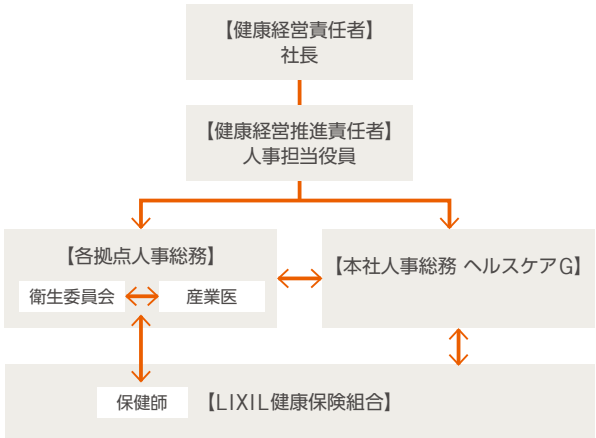 【健康経営責任者】
社長
【健康経営推進責任者】
人事担当役員
【各拠点人事総務】
衛生委員会
産業医
【本社人事総務 ヘルスケアG】
保健師
【LIXIL健康保険組合】